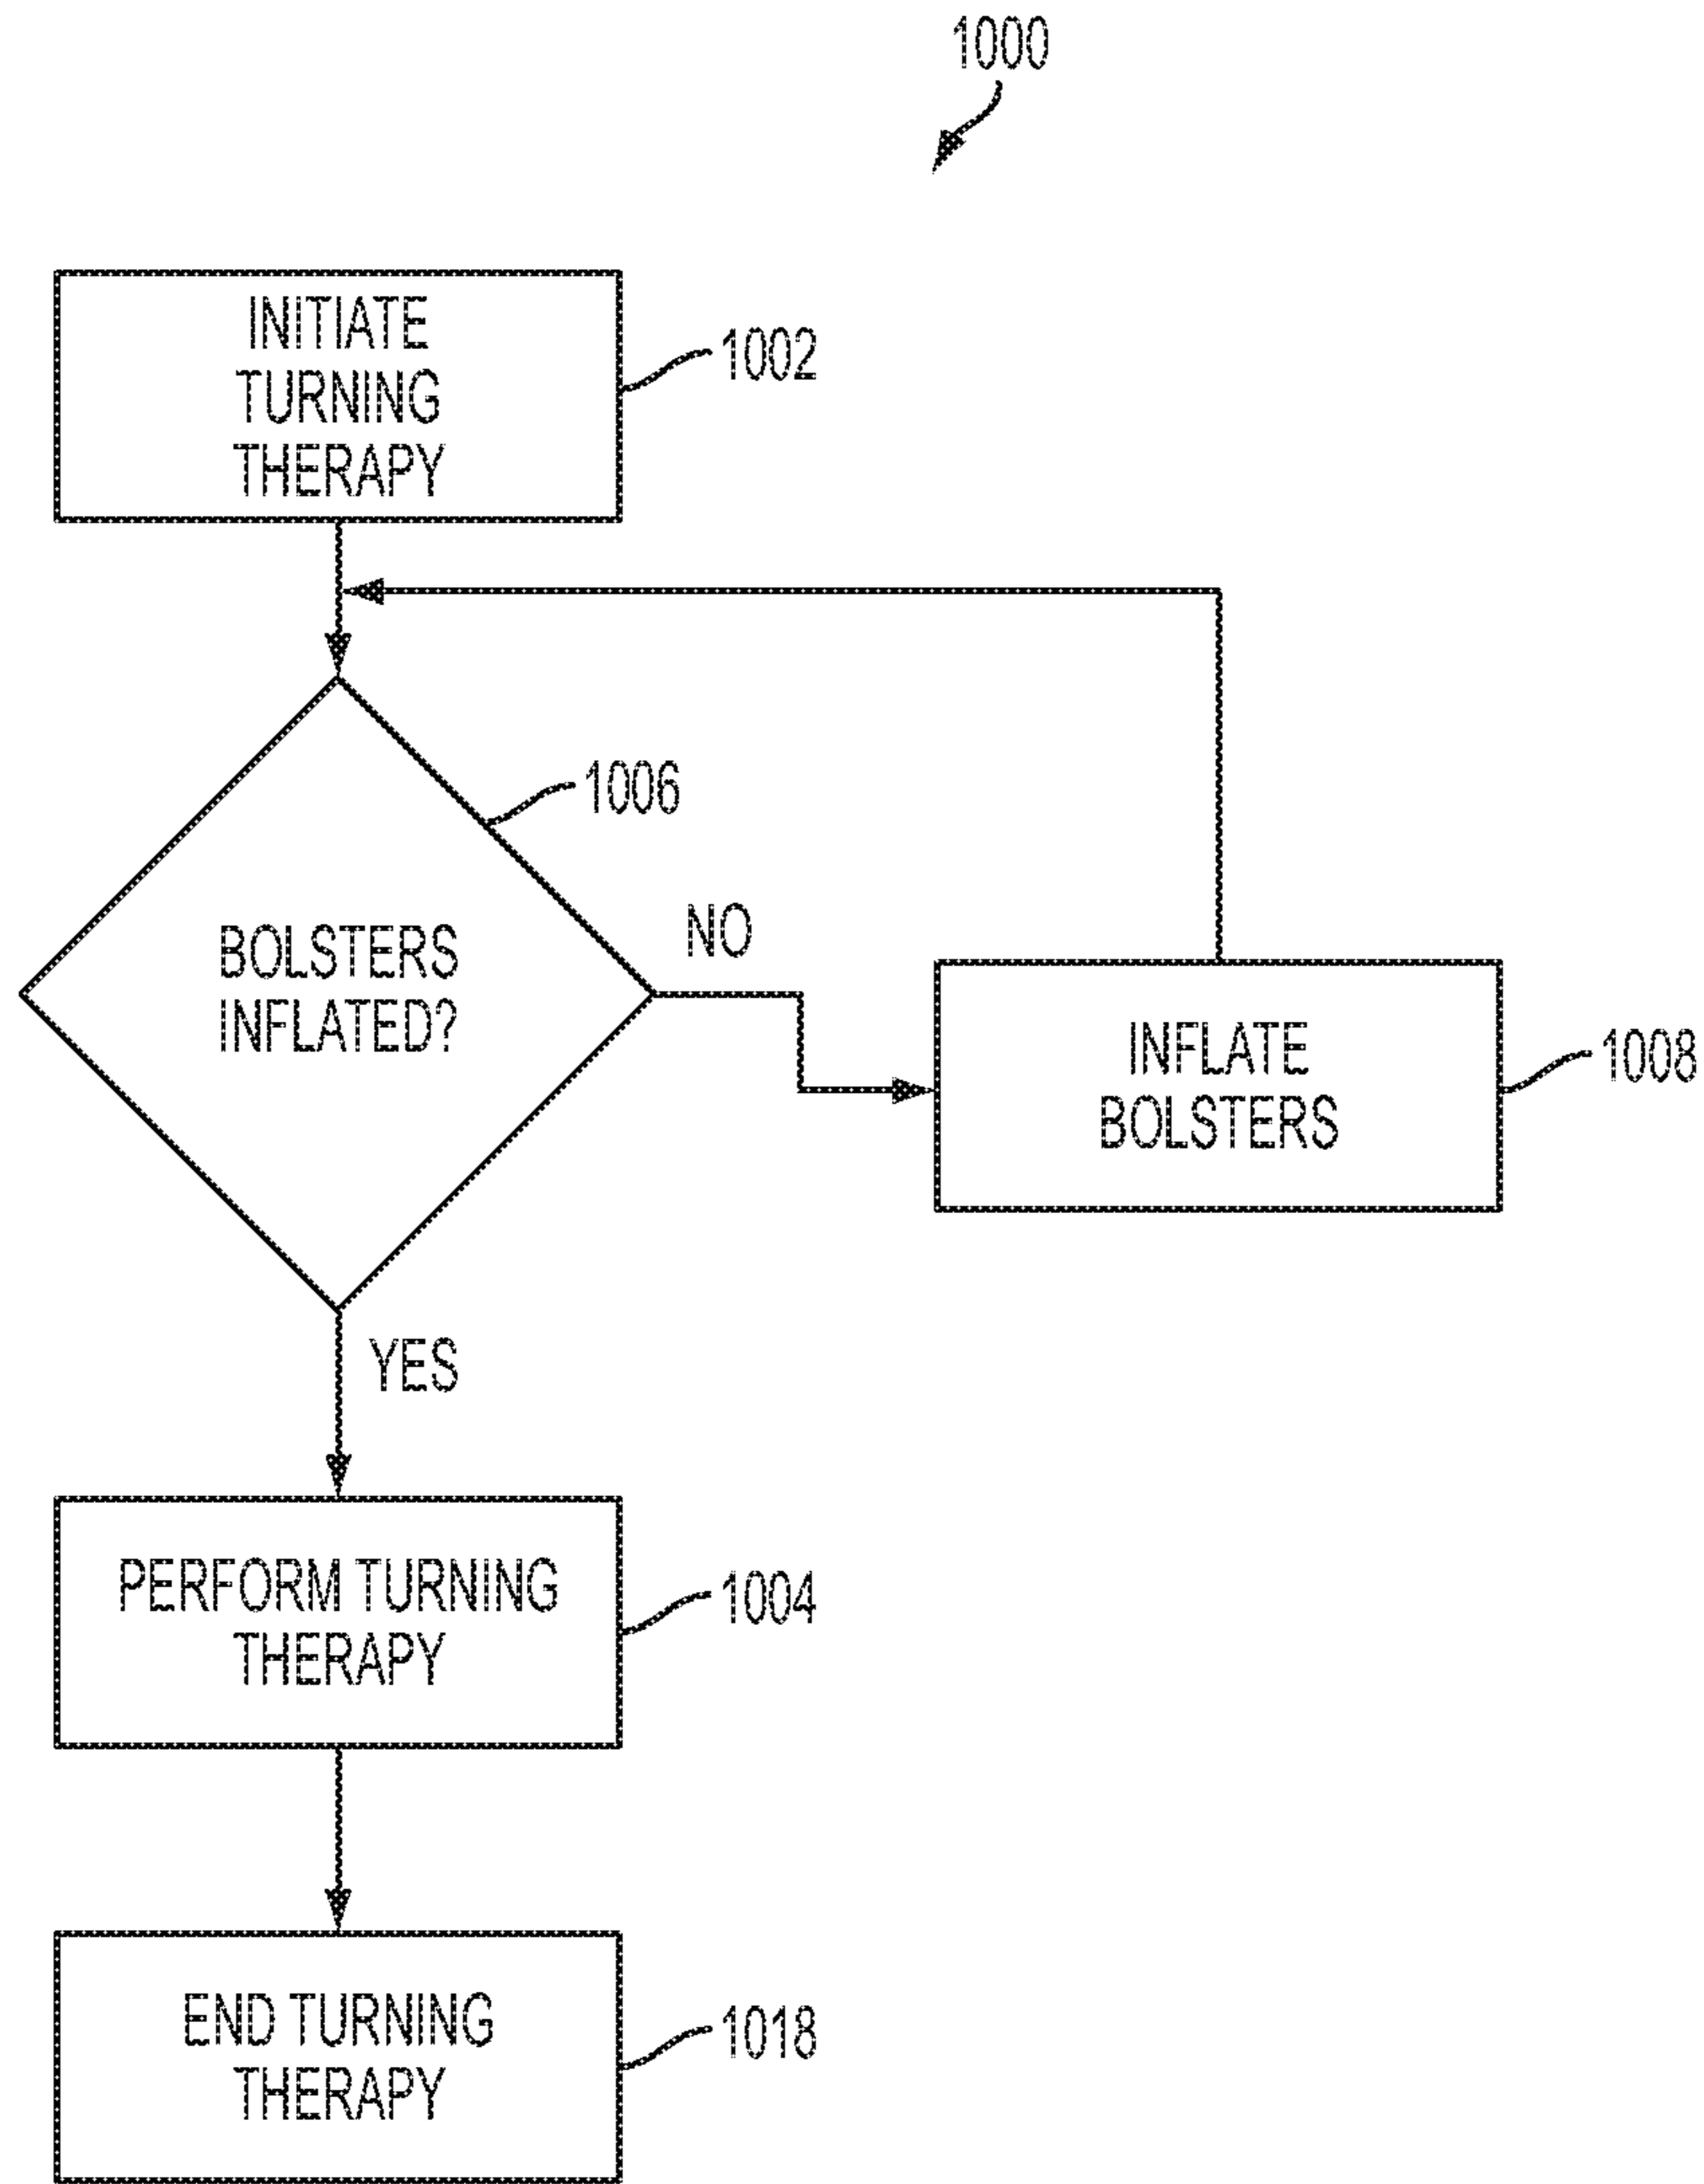 1000
INITIATE
TURNING
THERAPY
1002
1006
BOLSTERS
INFLATED?
NO
INFLATE
BOLSTERS
1008
YES
PERFORM TURNING
THERAPY
1004
END TURNING
THERAPY
1018